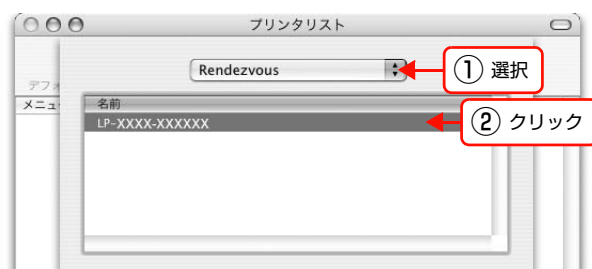 プリンタリスト
Rendezvous
① 選択
デフォ
メニュー
名前
LP-XXXX-XXXXXX
② クリック